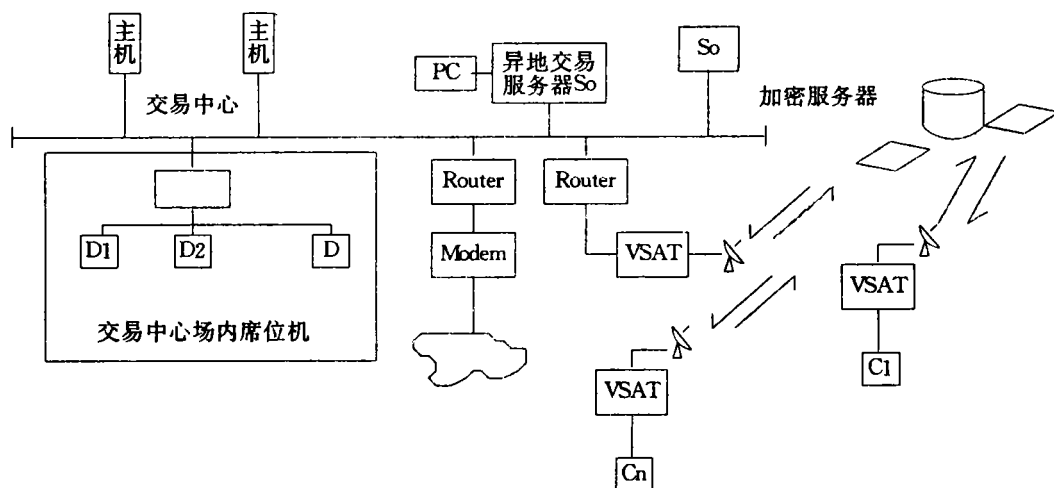 主机
主机
PC
异地交易
服务器So
So
交易中心
加密服务器
Router
Router
D1
D2
D
Modem
VSAT
VSAT
交易中心场内席位机
VSAT
C1
Cn